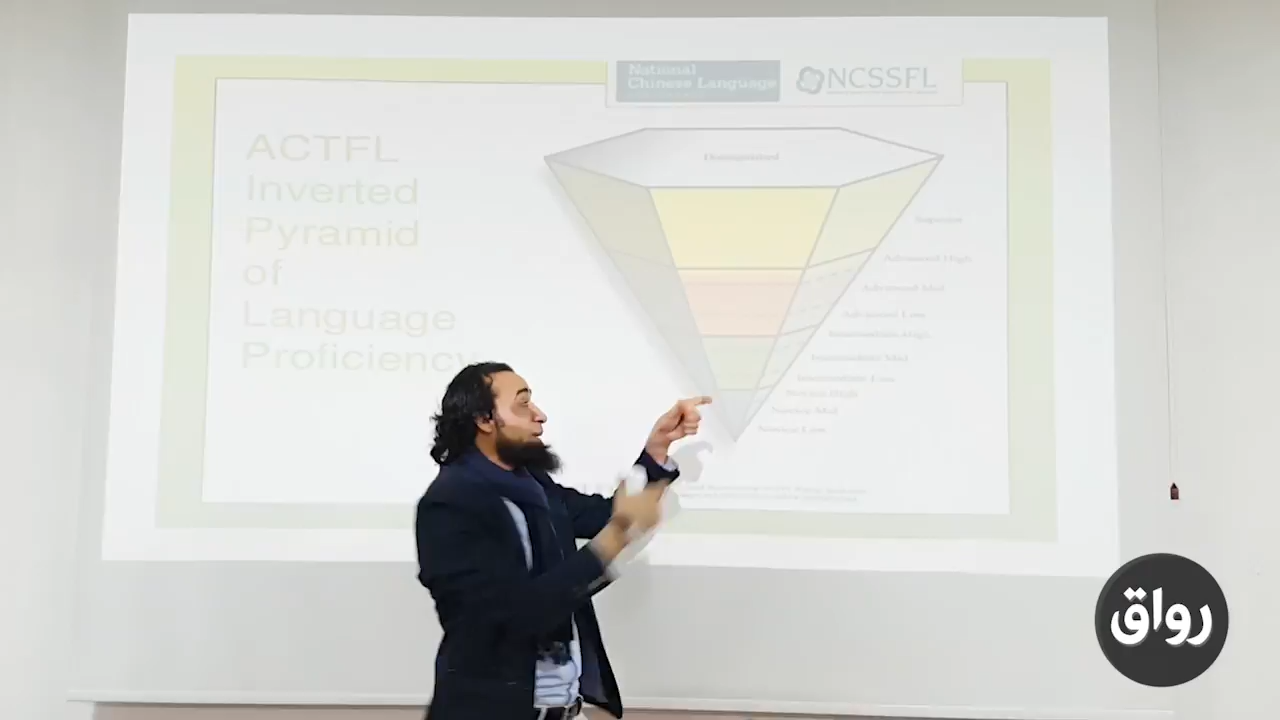 National
Chinese Language
NCSSFL
ACTFL
Inverted
Pyramid
of
Language
Proficiency
Distinguished
Superior
Advanced High
Advanced Mid
Advanced Low
Intermediate High
Intermediate Mid
Intermediate Low
Novice High
Novice Mid
Novice Low
رواق